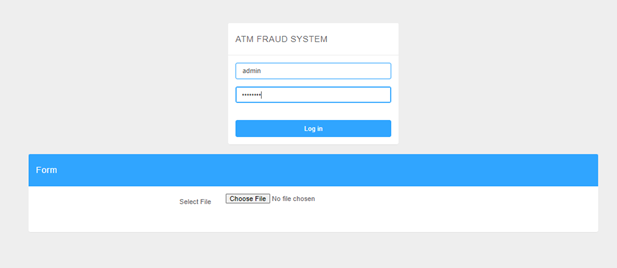 ATM FRAUD SYSTEM
admin
••••••••
Log in
Form
Select File Choose File No file chosen